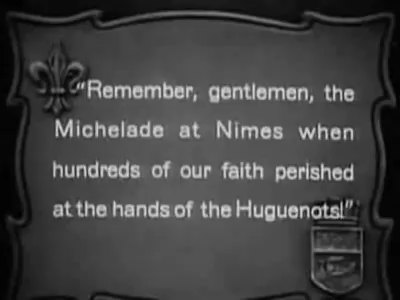 "Remember, gentlemen, the
Michelade at Nimes when
hundreds of our faith perished
at the hands of the Huguenots!"